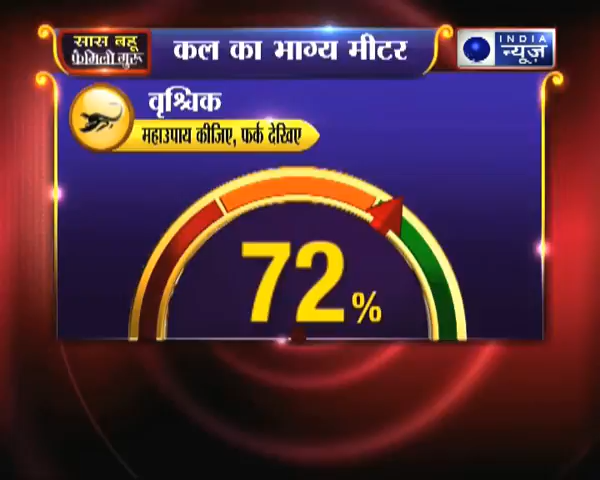 सास बहू
फैमिली गुरू
कल का भाग्य मीटर
INDIA
न्यूज़
वृश्चिक
महाउपाय कीजिए, फर्क देखिए
72%